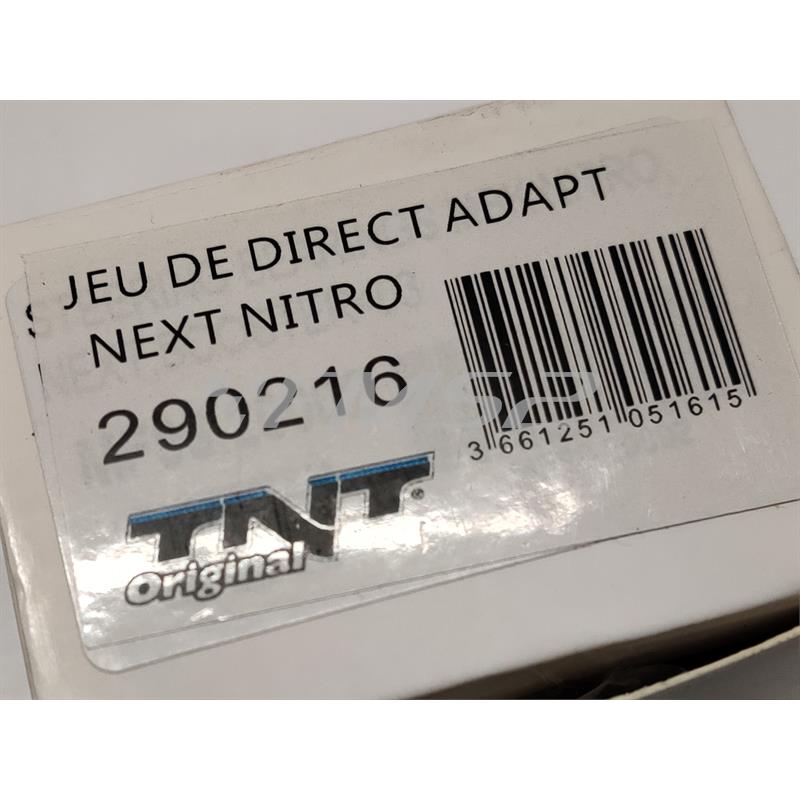 JEU DE DIRECT ADAPT
NEXT NITRO
290216
3 661251 051615
TNT®
Original